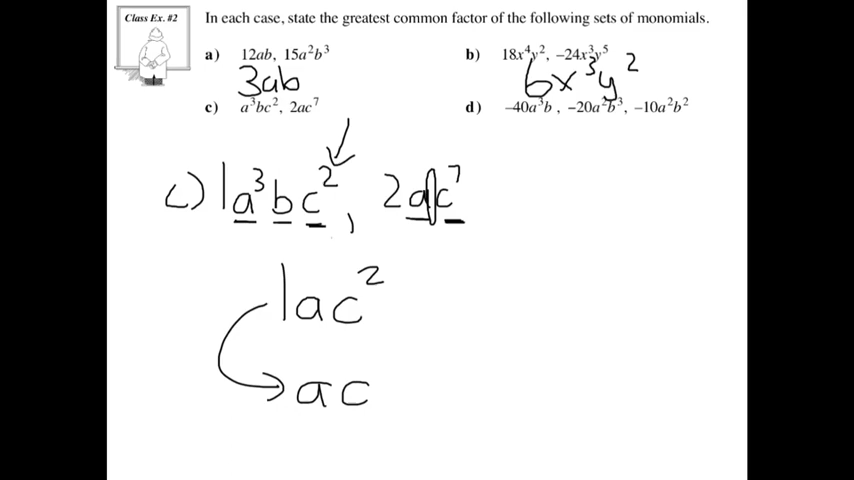 Class Ex. #2
In each case, state the greatest common factor of the following sets of monomials.
a) 12ab, 15a²b³
b) 18x⁴y², –24x³y⁵
3ab
6x³y²
c) a³bc², 2ac⁷
d) –40a³b , –20a²b³, –10a²b²
c) 1a³bc², 2ac⁷
1ac²
ac